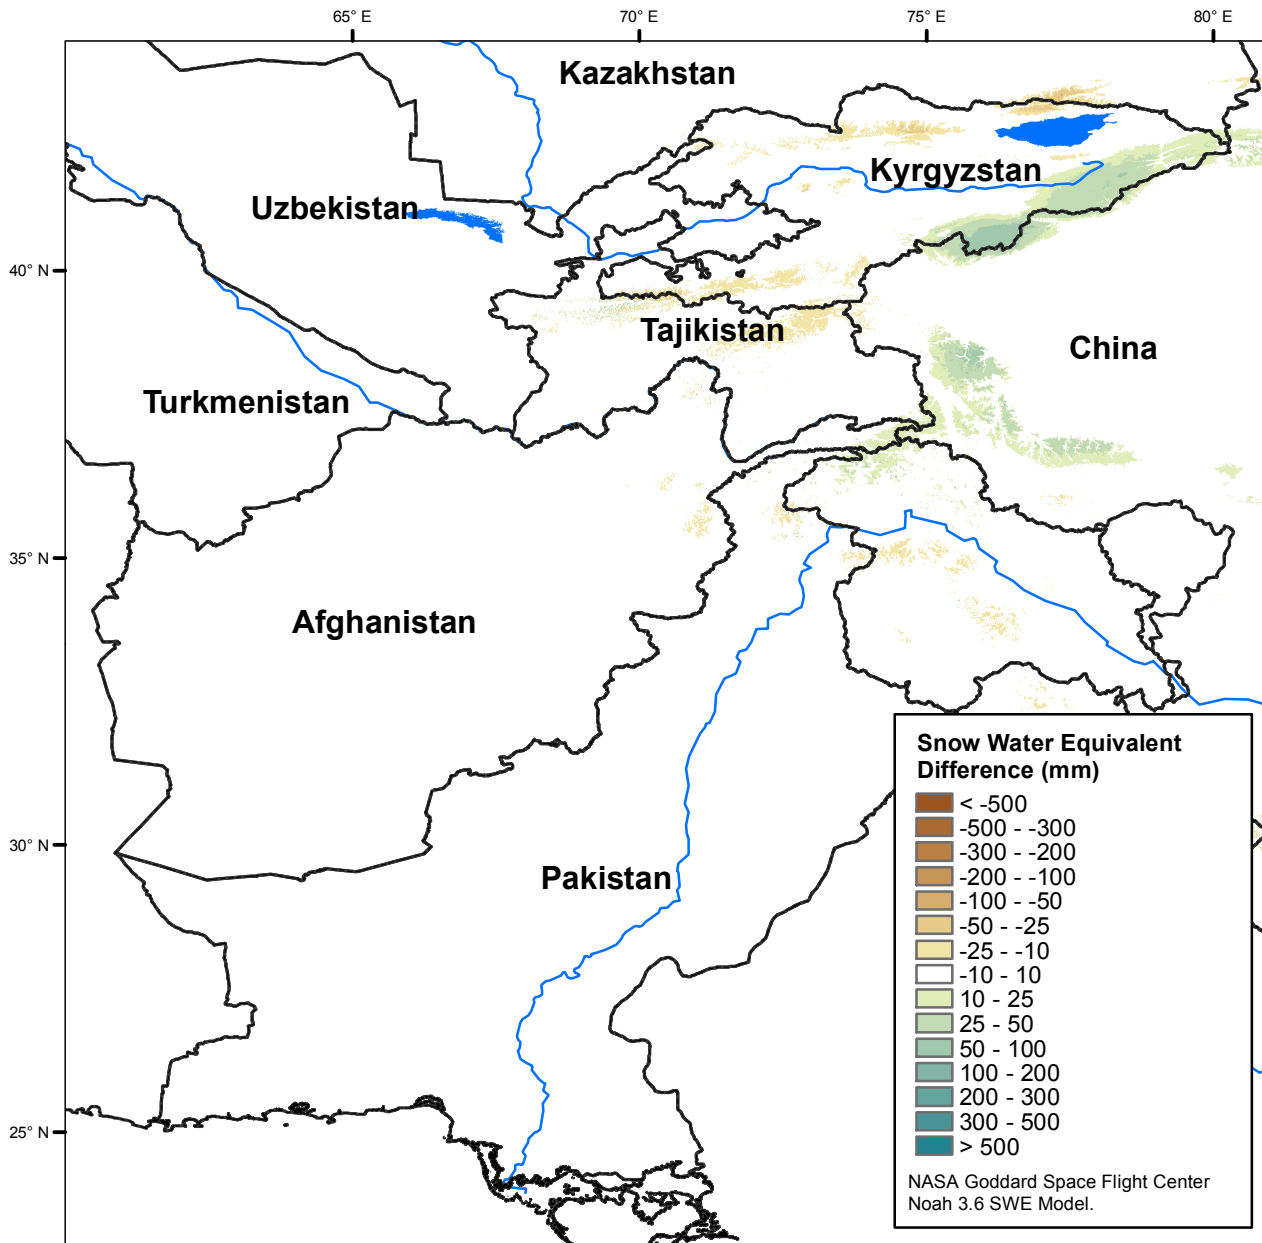 65° E
70° E
75° E
80° E
Kazakhstan
Kyrgyzstan
Uzbekistan
40° N
Tajikistan
China
Turkmenistan
35° N
Afghanistan
Snow Water Equivalent
Difference (mm)
< -500
-500 - -300
-300 - -200
-200 - -100
-100 - -50
-50 - -25
-25 - -10
-10 - 10
10 - 25
25 - 50
50 - 100
100 - 200
200 - 300
300 - 500
> 500
NASA Goddard Space Flight Center
Noah 3.6 SWE Model.
30° N
Pakistan
25° N